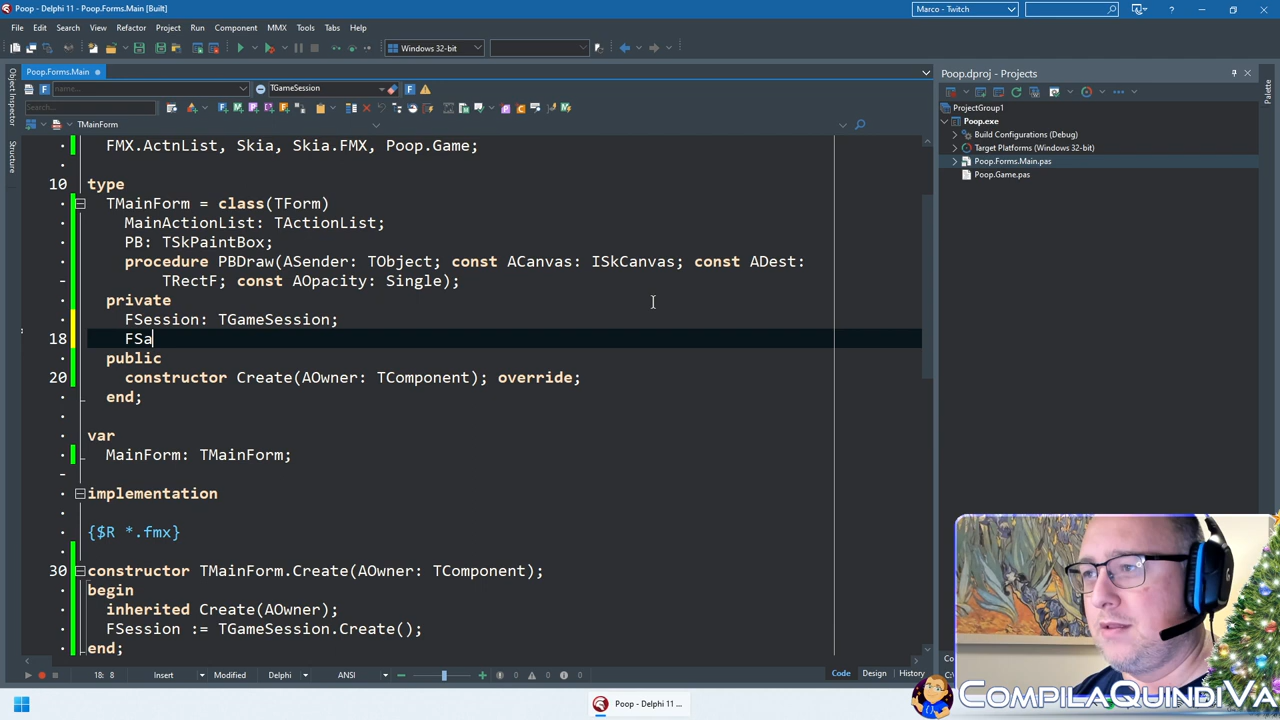 Poop - Delphi 11 - Poop.Forms.Main [Built]
Marco - Twitch
File Edit Search View Refactor Project Run Component MMX Tools Tabs Help
Windows 32-bit
Poop.Forms.Main
Poop.dproj - Projects
name...
TGameSession
Search...
TMainForm
Object Inspector
Structure
Palette
FMX.ActnList, Skia, Skia.FMX, Poop.Game;
10 type
TMainForm = class(TForm)
MainActionList: TActionList;
PB: TSkPaintBox;
procedure PBDraw(ASender: TObject; const ACanvas: ISkCanvas; const ADest:
TRectF; const AOpacity: Single);
private
FSession: TGameSession;
18 FSa
public
20 constructor Create(AOwner: TComponent); override;
end;
var
MainForm: TMainForm;
implementation
{$R *.fmx}
30 constructor TMainForm.Create(AOwner: TComponent);
begin
inherited Create(AOwner);
FSession := TGameSession.Create();
end;
ProjectGroup1
Poop.exe
Build Configurations (Debug)
Target Platforms (Windows 32-bit)
Poop.Forms.Main.pas
Poop.Game.pas
18: 8 Insert Modified Delphi ANSI 0 0 0
Code Design History
Poop - Delphi 11 ...
COMPILAQUINDIVA